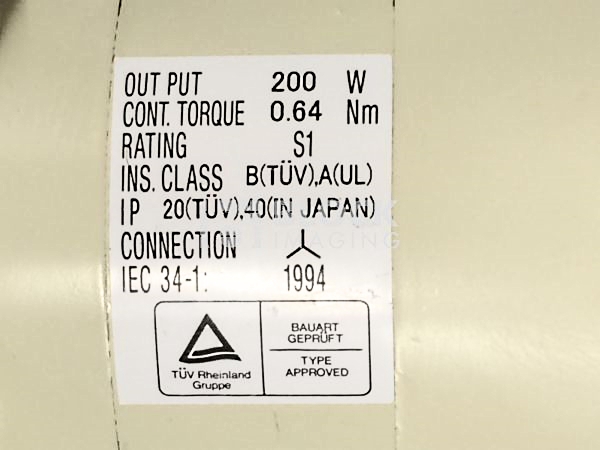 OUT PUT 200 W
CONT. TORQUE 0.64 Nm
RATING S1
INS. CLASS B(TÜV),A(UL)
IP 20(TÜV),40(IN JAPAN)
CONNECTION
IEC 34-1: 1994
TÜV Rheinland
Gruppe
BAUART
GEPRÜFT
TYPE
APPROVED